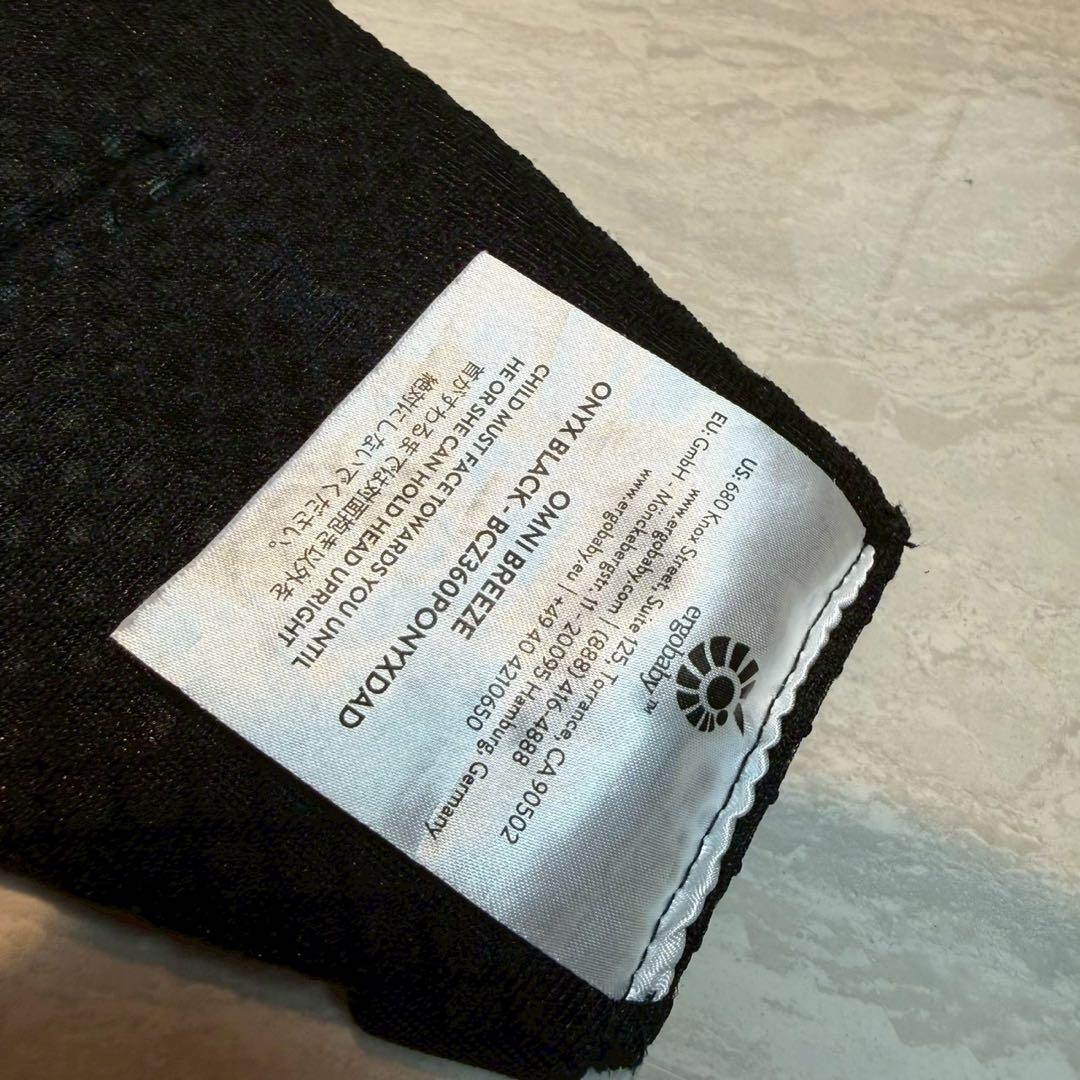 ergobaby™
US: 680 Knox Street, Suite 125, Torrance, CA 90502
www.ergobaby.com | (888) 416-4888
EU: GmbH - Mönckebergstr. 11 - 20095 Hamburg, Germany
www.ergobaby.eu | +49 40 4210650
OMNI BREEZE
ONYX BLACK - BCZ360PONYXDAD
CHILD MUST FACE TOWARDS YOU UNTIL
HE OR SHE CAN HOLD HEAD UPRIGHT
首がすわるまでは対面抱き以外を
絶対にしないでください。